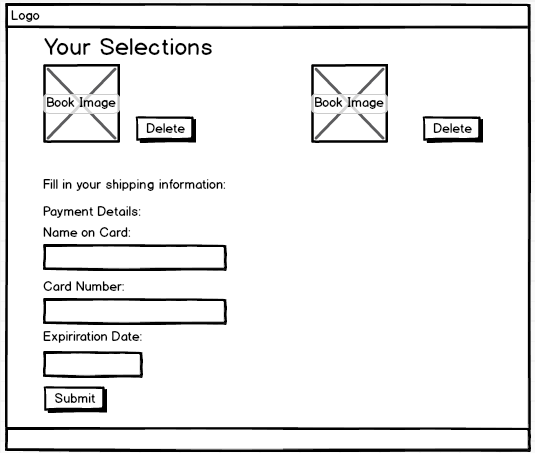 Logo
Your Selections
Book Image
Delete
Book Image
Delete
Fill in your shipping information:
Payment Details:
Name on Card:
Card Number:
Expiriration Date:
Submit